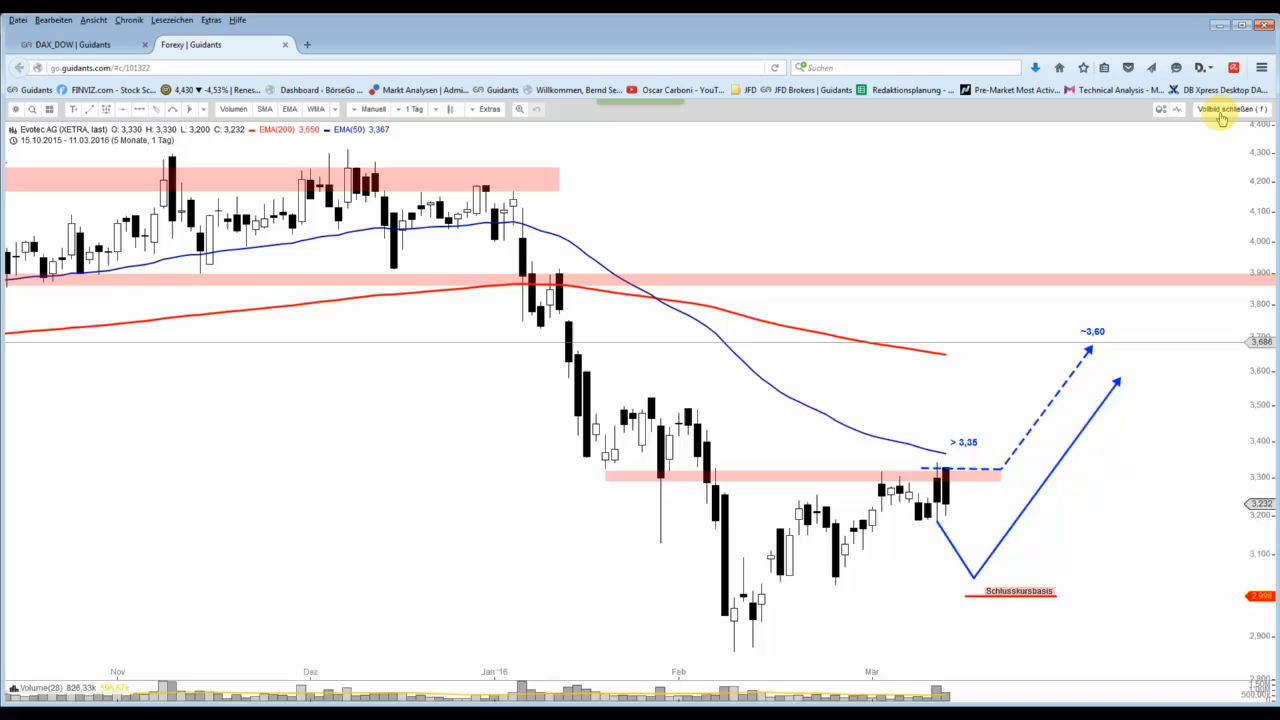 Datei Bearbeiten Ansicht Chronik Lesezeichen Extras Hilfe
DAX_DOW | Guidants × Forexy | Guidants × +
go.guidants.com/#c/101322 Suchen
Guidants FINVIZ.com - Stock Sc... 4,430 ▼ -4,53% | Renes... Dashboard ‹ BörseGo ... Markt Analysen | Admi... Guidants Willkommen, Bernd Se... Oscar Carboni - YouT... JFD JFD Brokers | Guidants Redaktionsplanung - ... Pre-Market Most Activ... Technical Analysis - M... DB Xpress Desktop DA...
Volumen SMA EMA WMA Manuell 1 Tag Extras Vollbild schließen ( f )
Evotec AG (XETRA, last) O: 3,330 H: 3,330 L: 3,200 C: 3,232 EMA(200) 3,650 EMA(50) 3,367
15.10.2015 - 11.03.2016 (5 Monate, 1 Tag)
4,400
4,300
4,200
4,100
4,000
3,900
3,800
3,700
~3,60
3,686
3,600
3,500
> 3,35
3,400
3,300
3,232
3,200
3,100
Schlusskursbasis
2,998
2,900
Nov Dez Jan '16 Feb Mär
2,800
Volume(28) 826,33k 596,67k